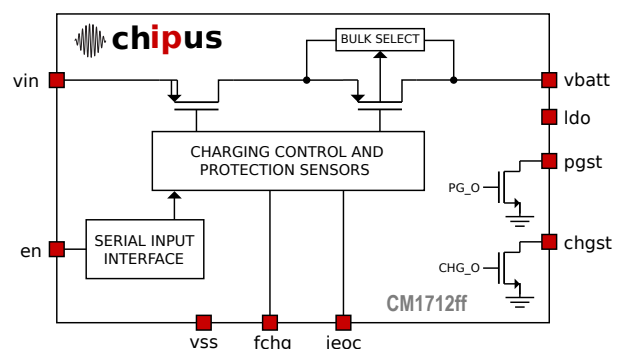 chipus
BULK SELECT
vin
vbatt
ldo
CHARGING CONTROL AND
PROTECTION SENSORS
pgst
PG_O
en
SERIAL INPUT
INTERFACE
chgst
CHG_O
CM1712ff
vss
fchg
ieoc